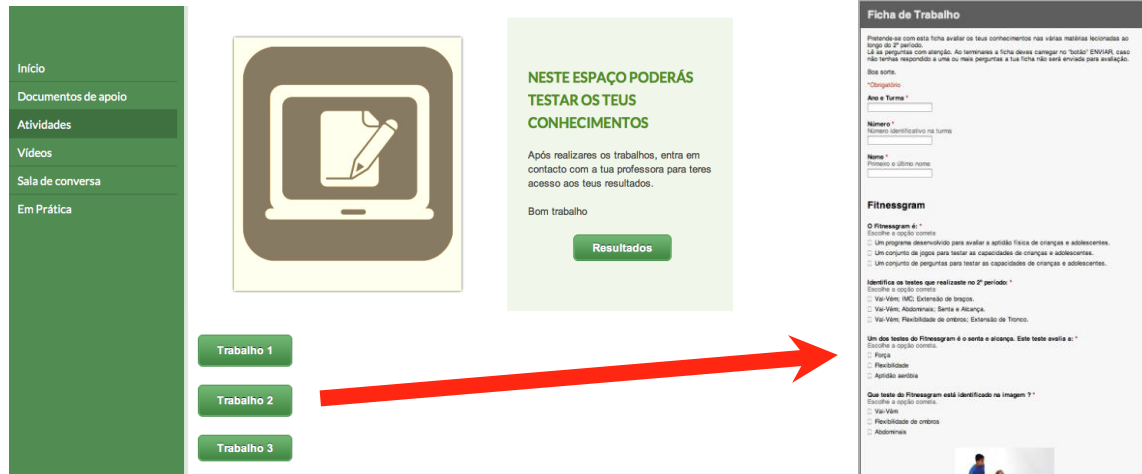 Início
Documentos de apoio
Atividades
Vídeos
Sala de conversa
Em Prática
NESTE ESPAÇO PODERÁS
TESTAR OS TEUS
CONHECIMENTOS
Após realizares os trabalhos, entra em
contacto com a tua professora para teres
acesso aos teus resultados.
Bom trabalho
Resultados
Trabalho 1
Trabalho 2
Trabalho 3
Ficha de Trabalho
Pretende-se com esta ficha avaliar os teus conhecimentos nas várias matérias lecionadas ao
longo do 2º período.
Lê as perguntas com atenção. Ao terminares a ficha deves carregar no "botão" ENVIAR, caso
não tenhas respondido a uma ou mais perguntas a tua ficha não será enviada para avaliação.
Boa sorte.
*Obrigatório
Ano e Turma *
Número *
Número identificativo na turma
Nome *
Primeiro e último nome
Fitnessgram
O Fitnessgram é: *
Escolhe a opção correta
Um programa desenvolvido para avaliar a aptidão física de crianças e adolescentes.
Um conjunto de jogos para testar as capacidades de crianças e adolescentes.
Um conjunto de perguntas para testar as capacidades de crianças e adolescentes.
Identifica os testes que realizaste no 2º período: *
Escolhe a opção correta
Vai-Vém; IMC; Extensão de braços.
Vai-Vém; Abdominais; Senta e Alcança.
Vai-Vém; Flexibilidade de ombros; Extensão de Tronco.
Um dos testes do Fitnessgram é o senta e alcança. Este teste avalia a: *
Escolhe a opção correta.
Força
Flexibilidade
Aptidão aeróbia
Que teste do Fitnessgram está identificado na imagem ? *
Escolhe a opção correta.
Vai-Vém
Flexibilidade de ombros
Abdominais